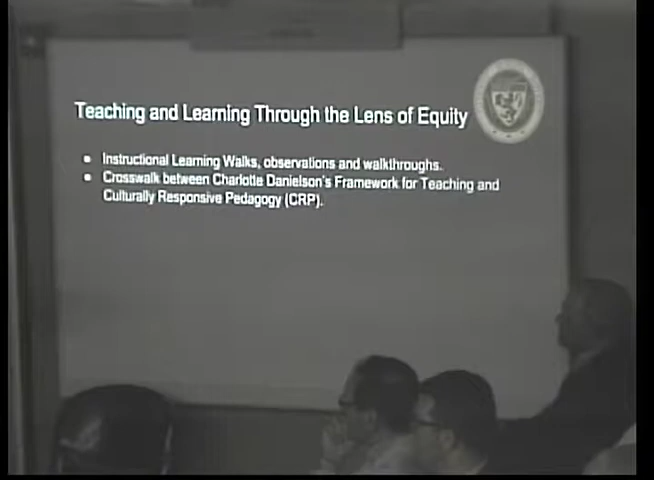 Teaching and Learning Through the Lens of Equity
Instructional Learning Walks, observations and walkthroughs.
Crosswalk between Charlotte Danielson's Framework for Teaching and
Culturally Responsive Pedagogy (CRP).